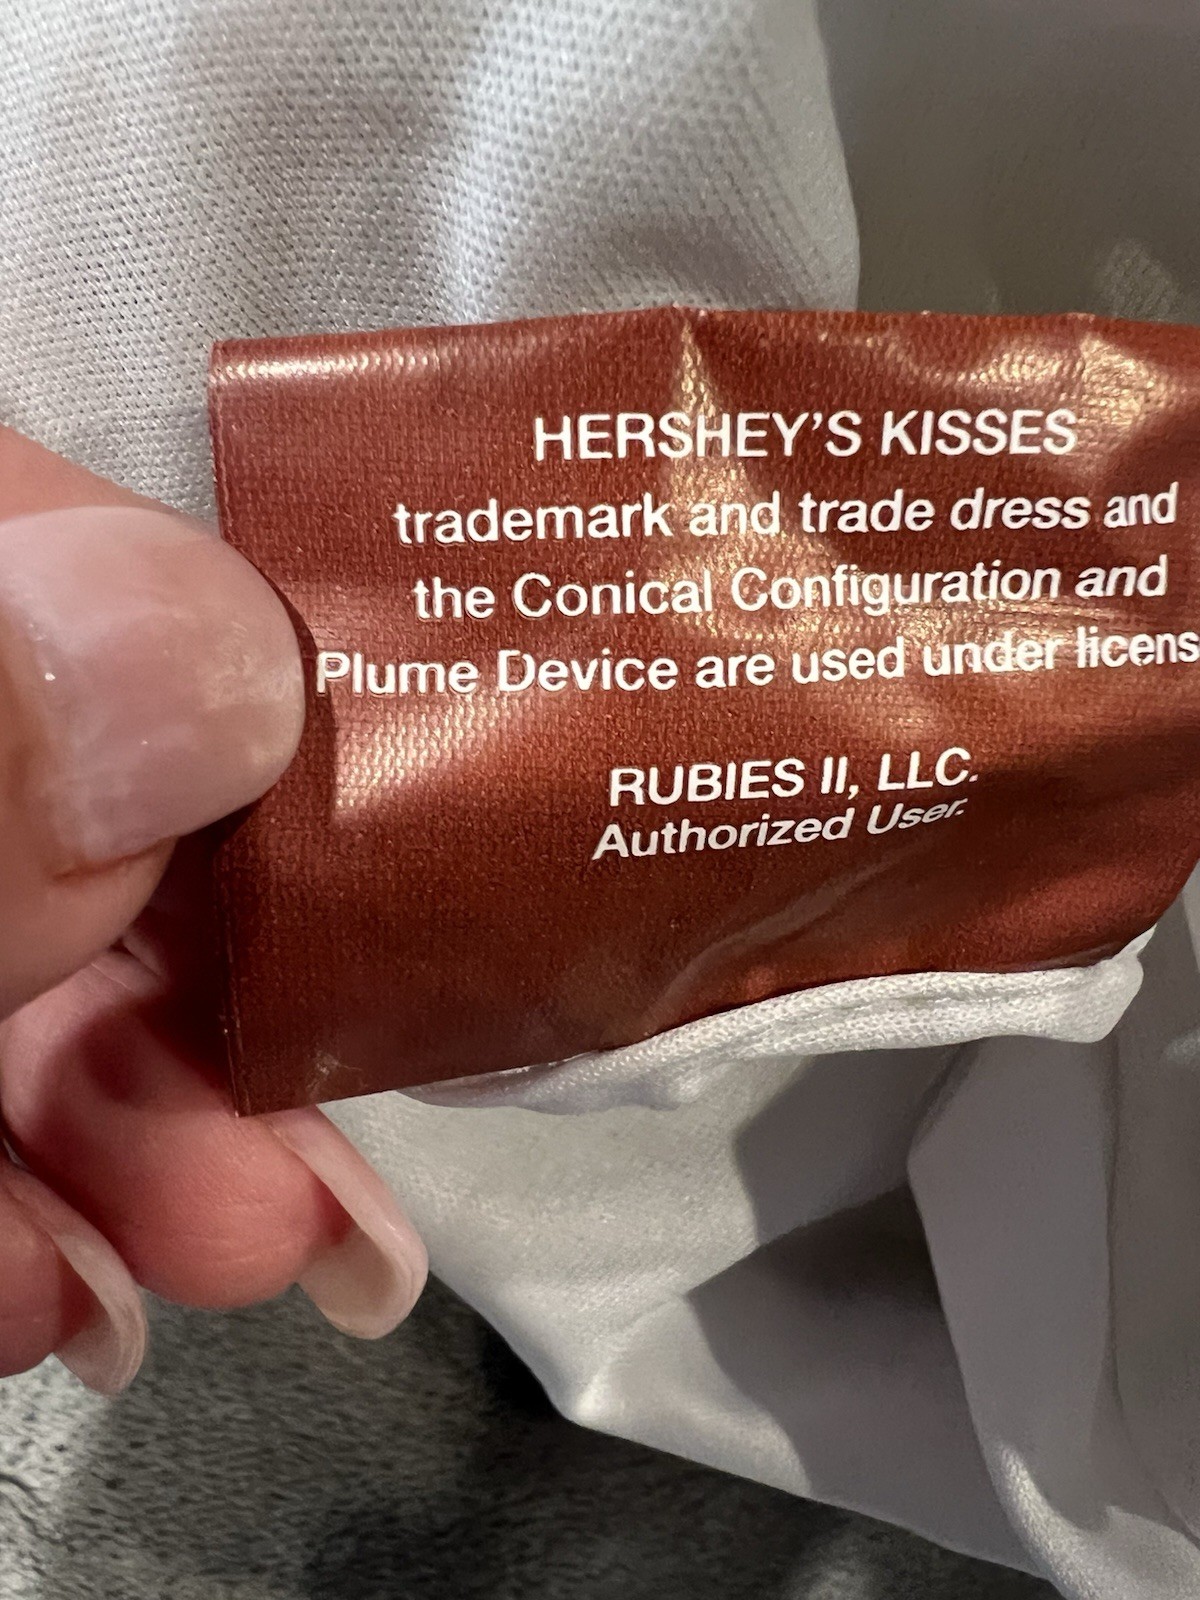 HERSHEY'S KISSES
trademark and trade dress and
the Conical Configuration and
Plume Device are used under licens
RUBIES II, LLC.
Authorized User.